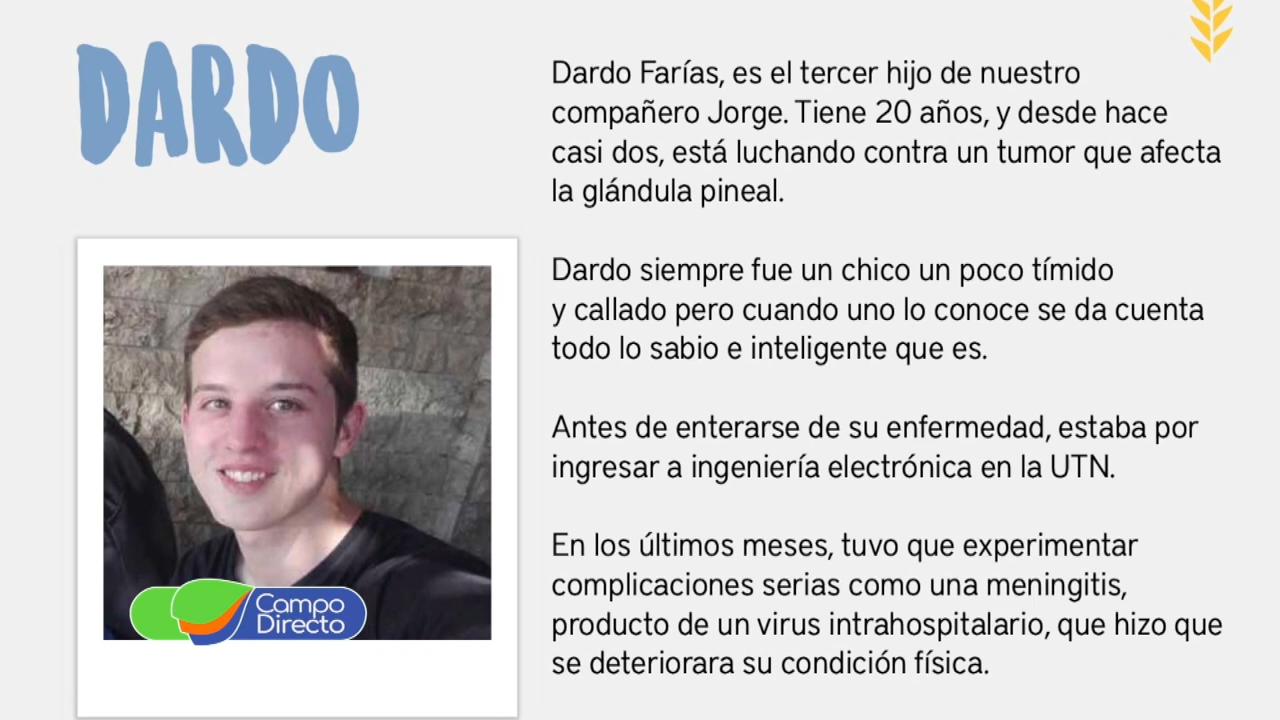 DARDO
Dardo Farías, es el tercer hijo de nuestro
compañero Jorge. Tiene 20 años, y desde hace
casi dos, está luchando contra un tumor que afecta
la glándula pineal.
Dardo siempre fue un chico un poco tímido
y callado pero cuando uno lo conoce se da cuenta
todo lo sabio e inteligente que es.
Antes de enterarse de su enfermedad, estaba por
ingresar a ingeniería electrónica en la UTN.
En los últimos meses, tuvo que experimentar
complicaciones serias como una meningitis,
producto de un virus intrahospitalario, que hizo que
se deteriorara su condición física.
Campo
Directo